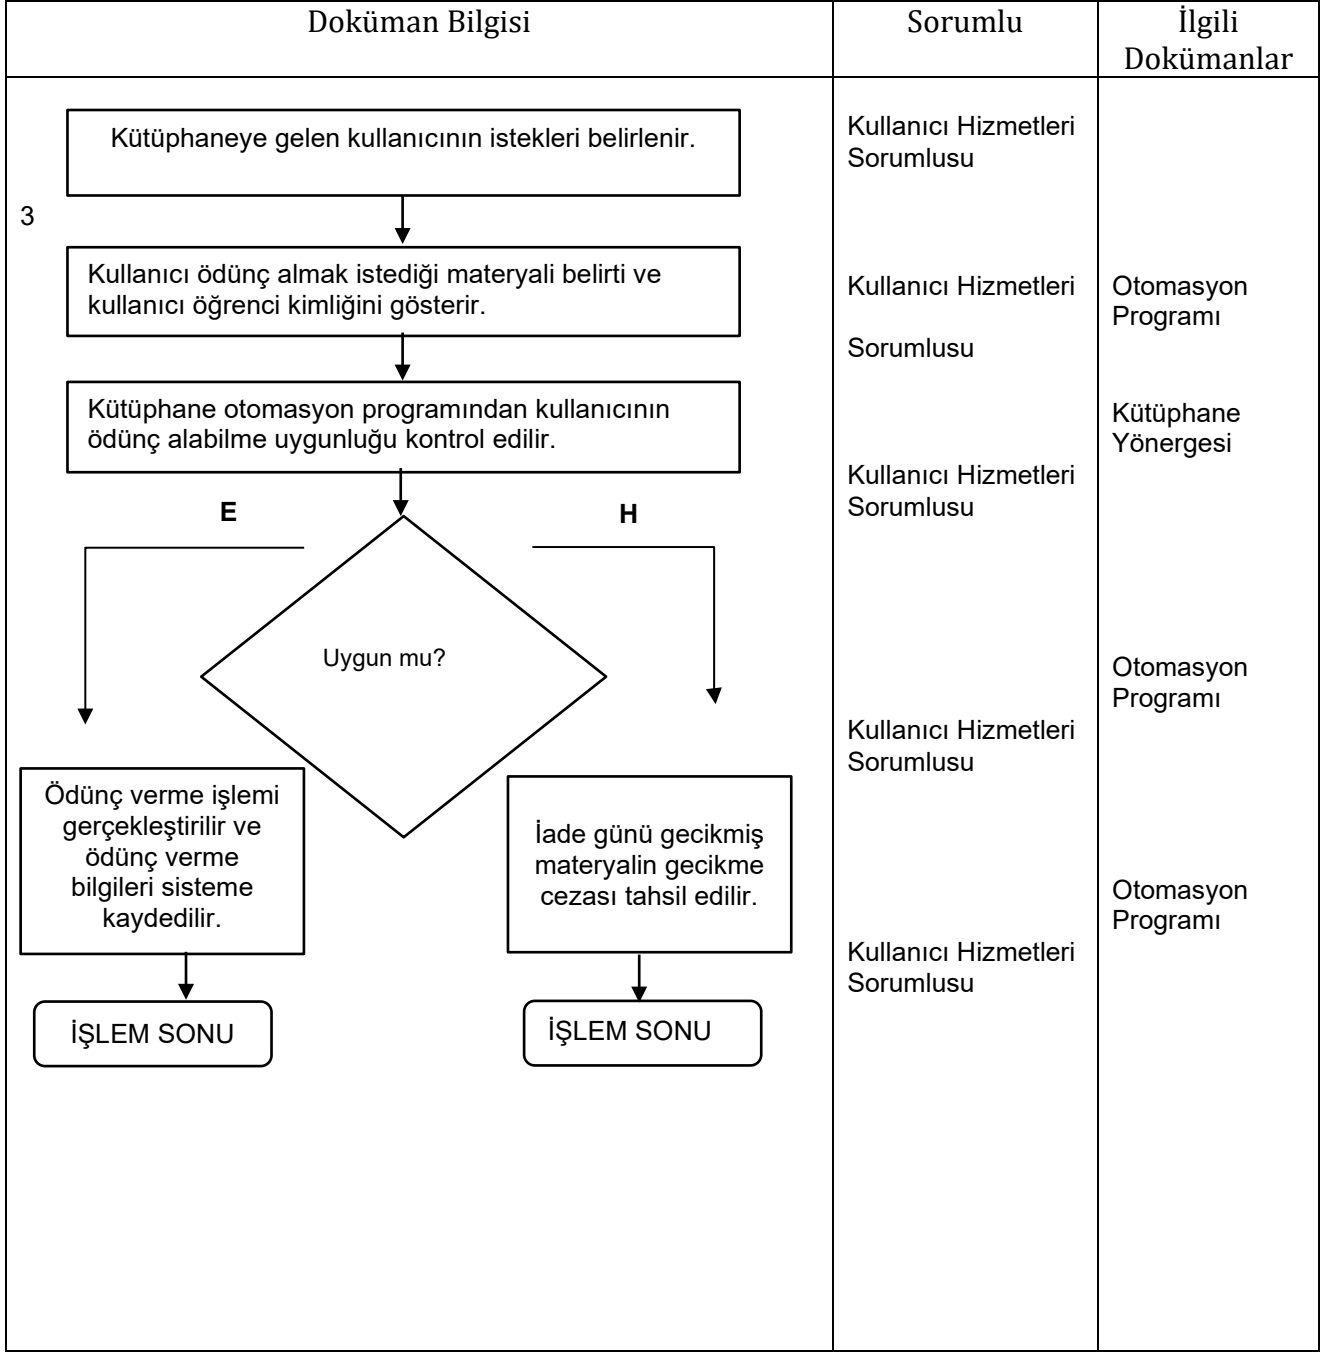 Doküman Bilgisi
Sorumlu
İlgili
Dokümanlar
Kütüphaneye gelen kullanıcının istekleri belirlenir.
3
Kullanıcı ödünç almak istediği materyali belirti ve
kullanıcı öğrenci kimliğini gösterir.
Kütüphane otomasyon programından kullanıcının
ödünç alabilme uygunluğu kontrol edilir.
E
H
Uygun mu?
Ödünç verme işlemi
gerçekleştirilir ve
ödünç verme
bilgileri sisteme
kaydedilir.
İade günü gecikmiş
materyalin gecikme
cezası tahsil edilir.
İŞLEM SONU
İŞLEM SONU
Kullanıcı Hizmetleri
Sorumlusu
Kullanıcı Hizmetleri
Sorumlusu
Kullanıcı Hizmetleri
Sorumlusu
Kullanıcı Hizmetleri
Sorumlusu
Kullanıcı Hizmetleri
Sorumlusu
Otomasyon
Programı
Kütüphane
Yönergesi
Otomasyon
Programı
Otomasyon
Programı